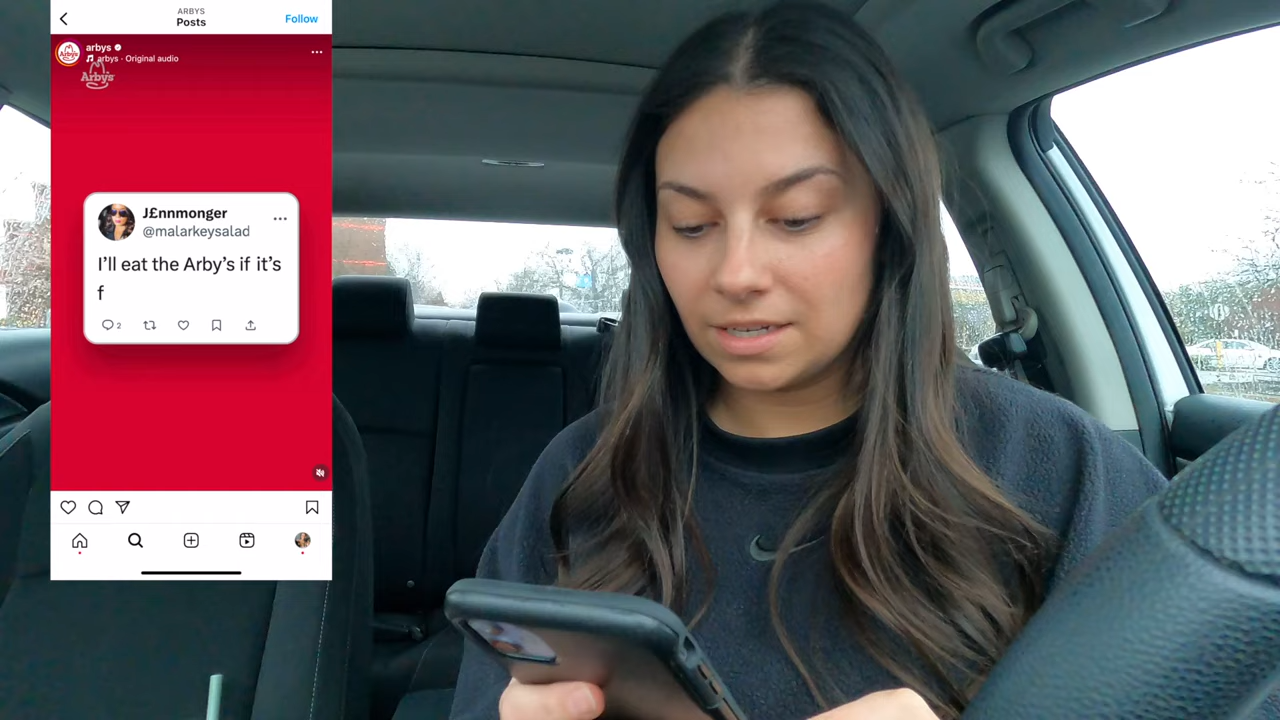 ARBYS
Posts
Follow
arbys
arbys · Original audio
Arby's
J£nnmonger
@malarkeysalad
I'll eat the Arby's if it's
f
2